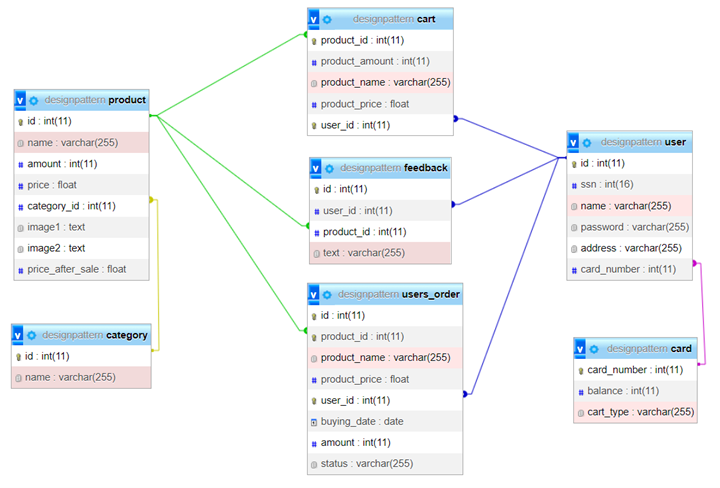 designpattern cart
product_id : int(11)
product_amount : int(11)
product_name : varchar(255)
product_price : float
user_id : int(11)
designpattern product
id : int(11)
name : varchar(255)
amount : int(11)
price : float
category_id : int(11)
image1 : text
image2 : text
price_after_sale : float
designpattern feedback
id : int(11)
user_id : int(11)
product_id : int(11)
text : varchar(255)
designpattern user
id : int(11)
ssn : int(16)
name : varchar(255)
password : varchar(255)
address : varchar(255)
card_number : int(11)
designpattern users_order
id : int(11)
product_id : int(11)
product_name : varchar(255)
product_price : float
user_id : int(11)
buying_date : date
amount : int(11)
status : varchar(255)
designpattern category
id : int(11)
name : varchar(255)
designpattern card
card_number : int(11)
balance : int(11)
cart_type : varchar(255)